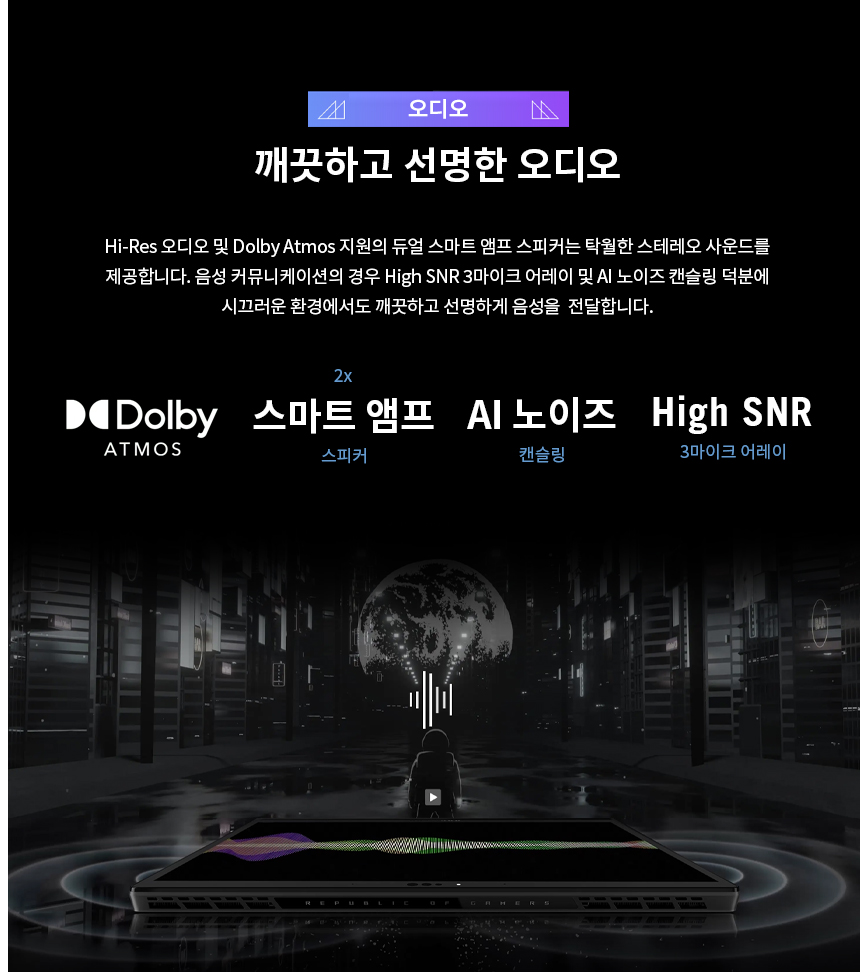 오디오
깨끗하고 선명한 오디오
Hi-Res 오디오 및 Dolby Atmos 지원의 듀얼 스마트 앰프 스피커는 탁월한 스테레오 사운드를
제공합니다. 음성 커뮤니케이션의 경우 High SNR 3마이크 어레이 및 AI 노이즈 캔슬링 덕분에
시끄러운 환경에서도 깨끗하고 선명하게 음성을 전달합니다.
Dolby
ATMOS
2x
스마트 앰프
스피커
AI 노이즈
캔슬링
High SNR
3마이크 어레이
REPUBLIC OF GAMERS